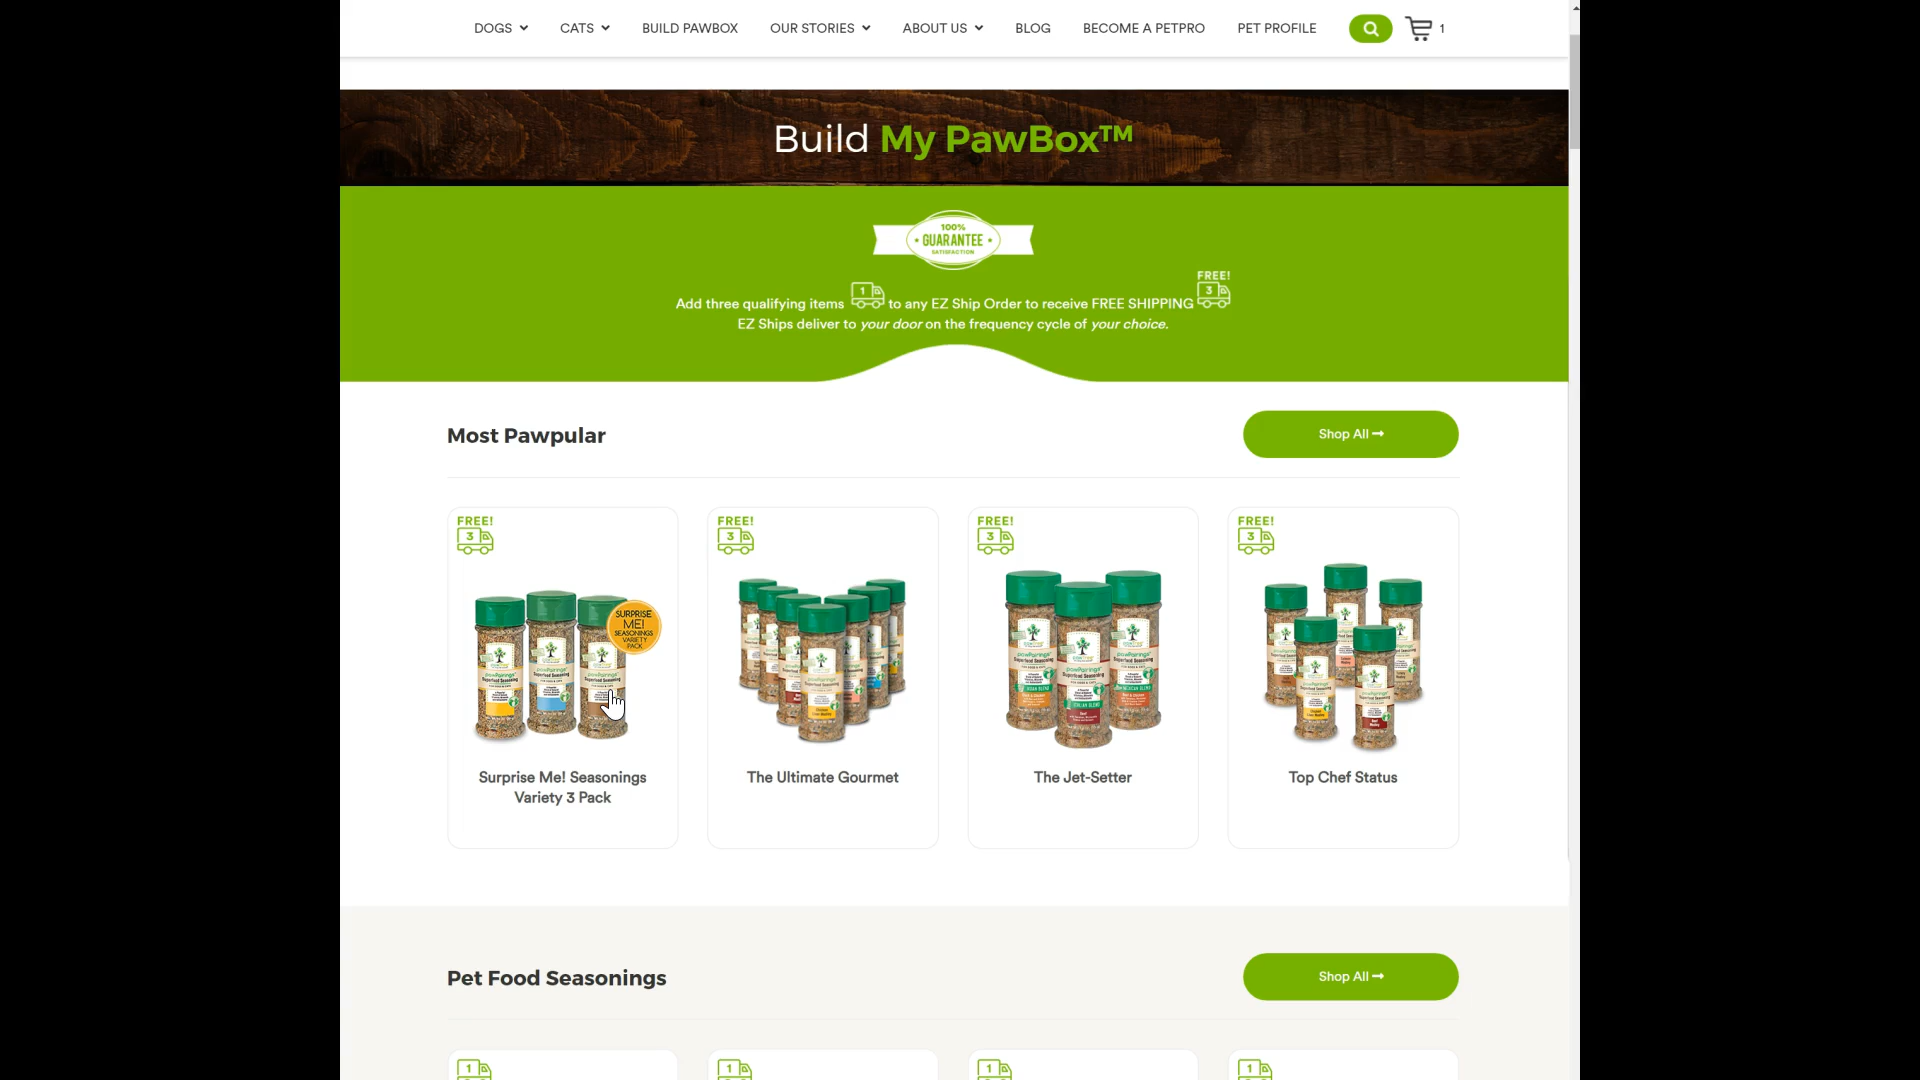 DOGS CATS BUILD PAWBOX OUR STORIES ABOUT US BLOG BECOME A PETPRO PET PROFILE 1
Build My PawBox™
100%
• GUARANTEE •
SATISFACTION
FREE!
Add three qualifying items 1 to any EZ Ship Order to receive FREE SHIPPING 3
EZ Ships deliver to your door on the frequency cycle of your choice.
Most Pawpular
Shop All
FREE!
3
SURPRISE
ME!
SEASONINGS
VARIETY
PACK
Surprise Me! Seasonings
Variety 3 Pack
FREE!
3
The Ultimate Gourmet
FREE!
3
The Jet-Setter
FREE!
3
Top Chef Status
Pet Food Seasonings
Shop All
1
1
1
1